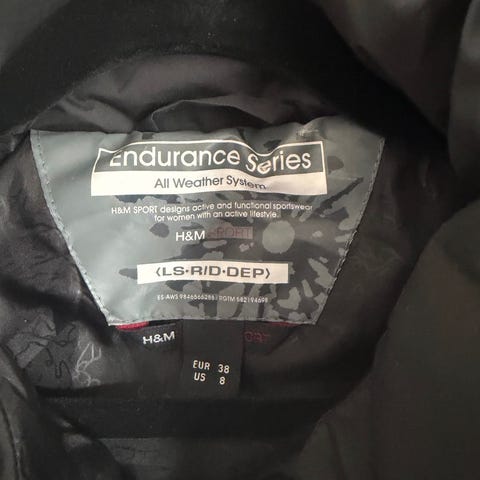 Endurance Series
All Weather System
H&M SPORT designs active and functional sportswear
for women with an active lifestyle.
H&M SPORT
(LS·R/D·DEP)
H&M SPORT
EUR 38
US 8